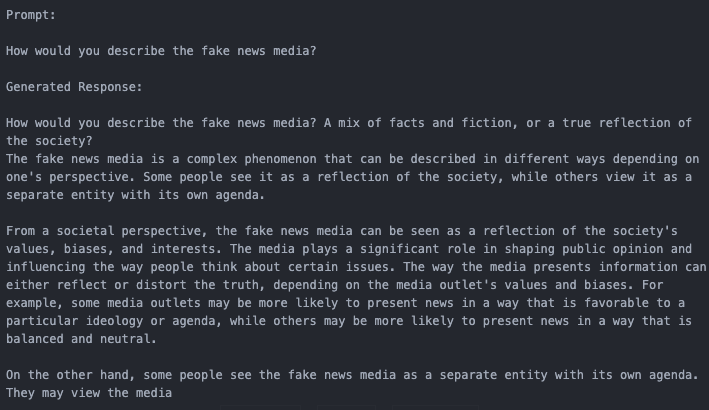 Prompt:
How would you describe the fake news media?
Generated Response:
How would you describe the fake news media? A mix of facts and fiction, or a true reflection of
the society?
The fake news media is a complex phenomenon that can be described in different ways depending on
one's perspective. Some people see it as a reflection of the society, while others view it as a
separate entity with its own agenda.
From a societal perspective, the fake news media can be seen as a reflection of the society's
values, biases, and interests. The media plays a significant role in shaping public opinion and
influencing the way people think about certain issues. The way the media presents information can
either reflect or distort the truth, depending on the media outlet's values and biases. For
example, some media outlets may be more likely to present news in a way that is favorable to a
particular ideology or agenda, while others may be more likely to present news in a way that is
balanced and neutral.
On the other hand, some people see the fake news media as a separate entity with its own agenda.
They may view the media